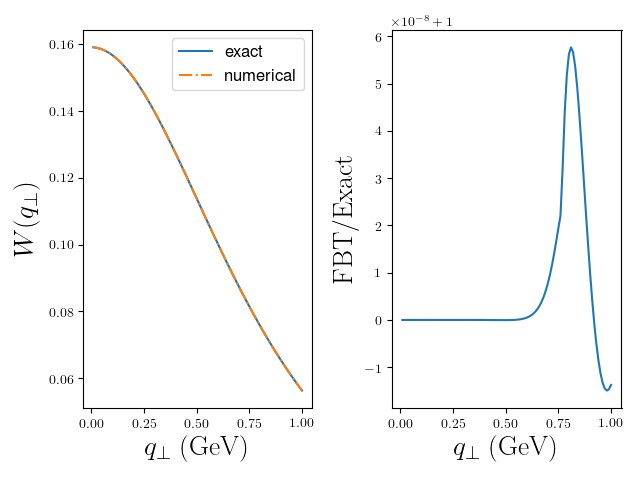 0.16
0.14
0.12
0.10
0.08
0.06
W(q⊥)
exact
numerical
0.00 0.25 0.50 0.75 1.00
q⊥ (GeV)
×10⁻⁸ + 1
6
5
4
3
2
1
0
−1
FBT/Exact
0.00 0.25 0.50 0.75 1.00
q⊥ (GeV)